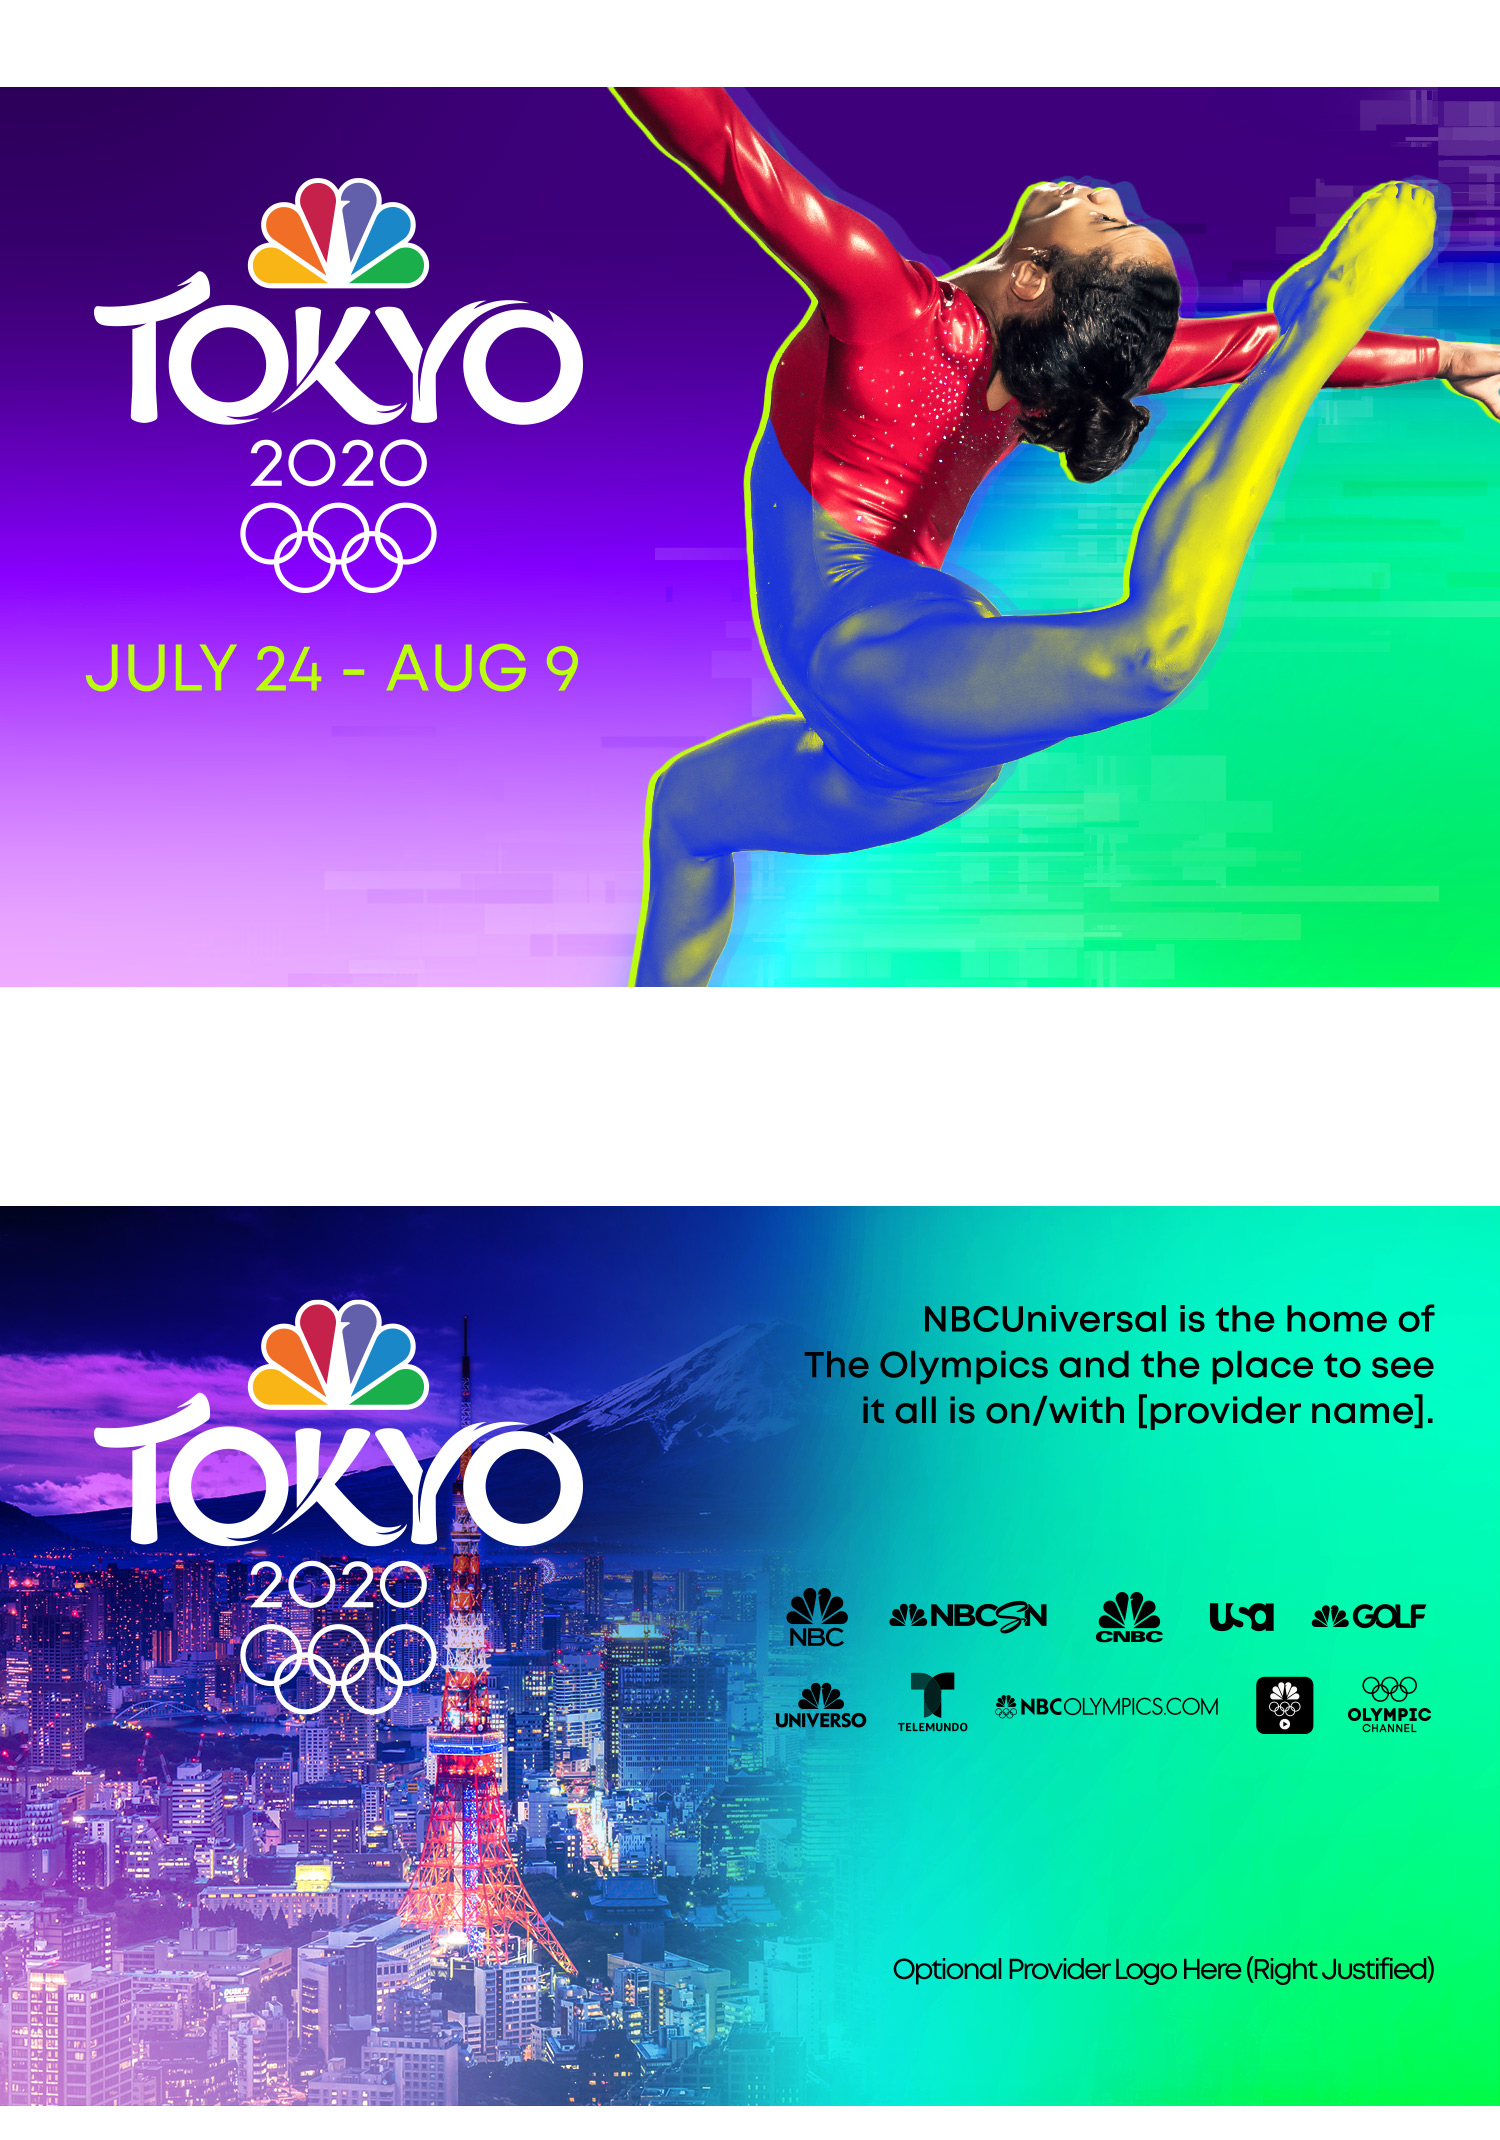 TOKYO
2020
JULY 24 - AUG 9
TOKYO
2020
NBCUniversal is the home of
The Olympics and the place to see
it all is on/with [provider name].
NBC
NBCSN
CNBC
USA
GOLF
UNIVERSO
TELEMUNDO
NBCOLYMPICS.COM
OLYMPIC
CHANNEL
Optional Provider Logo Here (Right Justified)